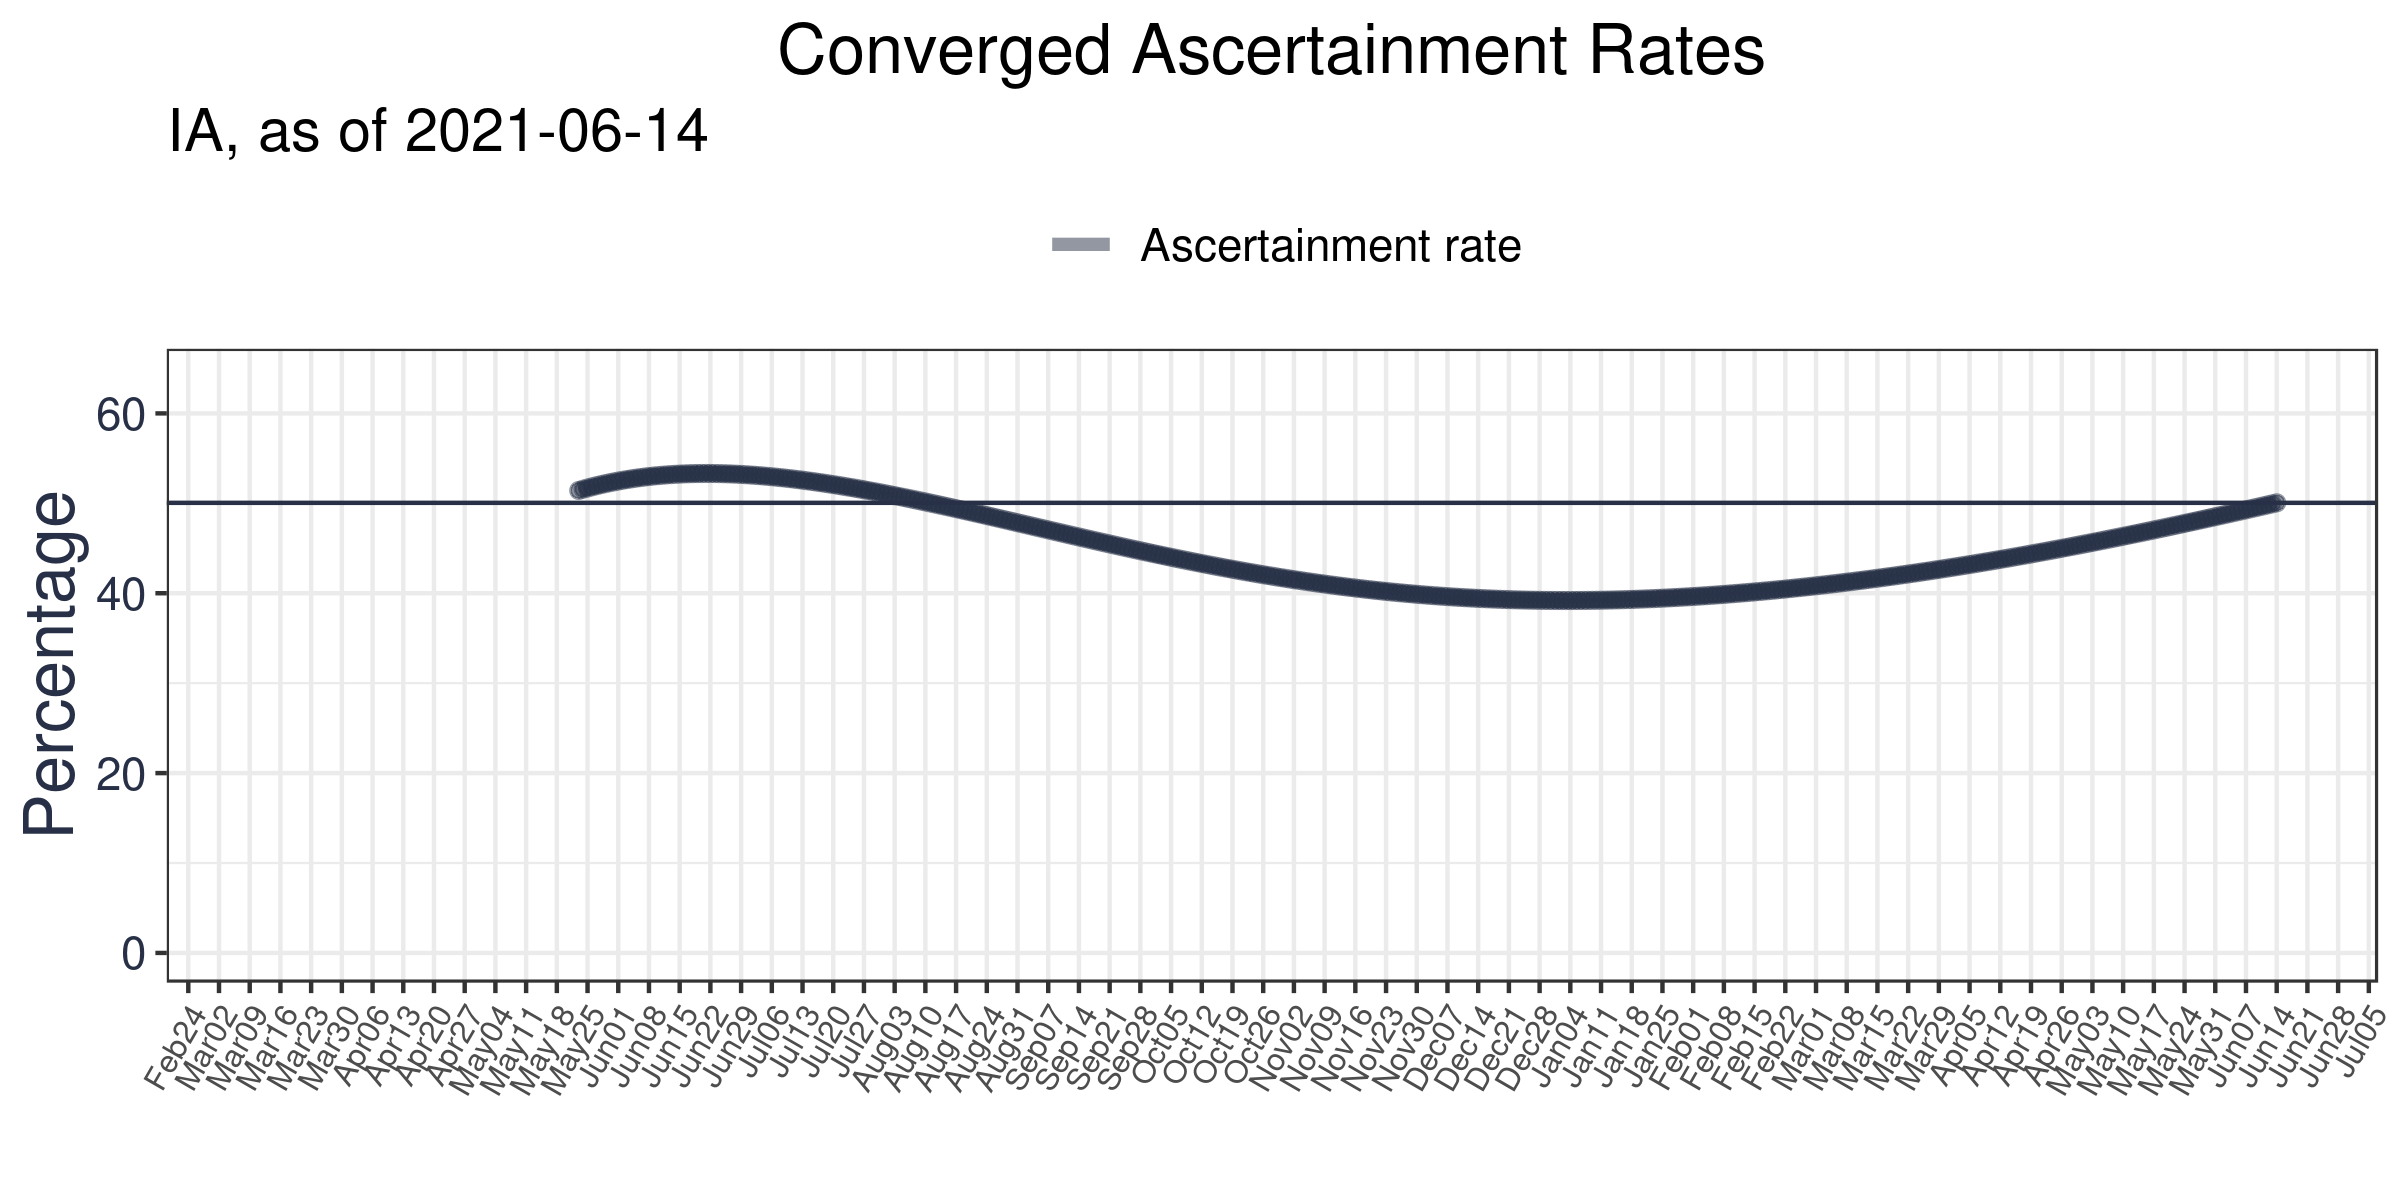 Converged Ascertainment Rates
IA, as of 2021-06-14
Ascertainment rate
Percentage
60
40
20
0
Feb24 Mar02 Mar09 Mar16 Mar23 Mar30 Apr06 Apr13 Apr20 Apr27 May04 May11 May18 May25 Jun01 Jun08 Jun15 Jun22 Jun29 Jul06 Jul13 Jul20 Jul27 Aug03 Aug10 Aug17 Aug24 Aug31 Sep07 Sep14 Sep21 Sep28 Oct05 Oct12 Oct19 Oct26 Nov02 Nov09 Nov16 Nov23 Nov30 Dec07 Dec14 Dec21 Dec28 Jan04 Jan11 Jan18 Jan25 Feb01 Feb08 Feb15 Feb22 Mar01 Mar08 Mar15 Mar22 Mar29 Apr05 Apr12 Apr19 Apr26 May03 May10 May17 May24 May31 Jun07 Jun14 Jun21 Jun28 Jul05